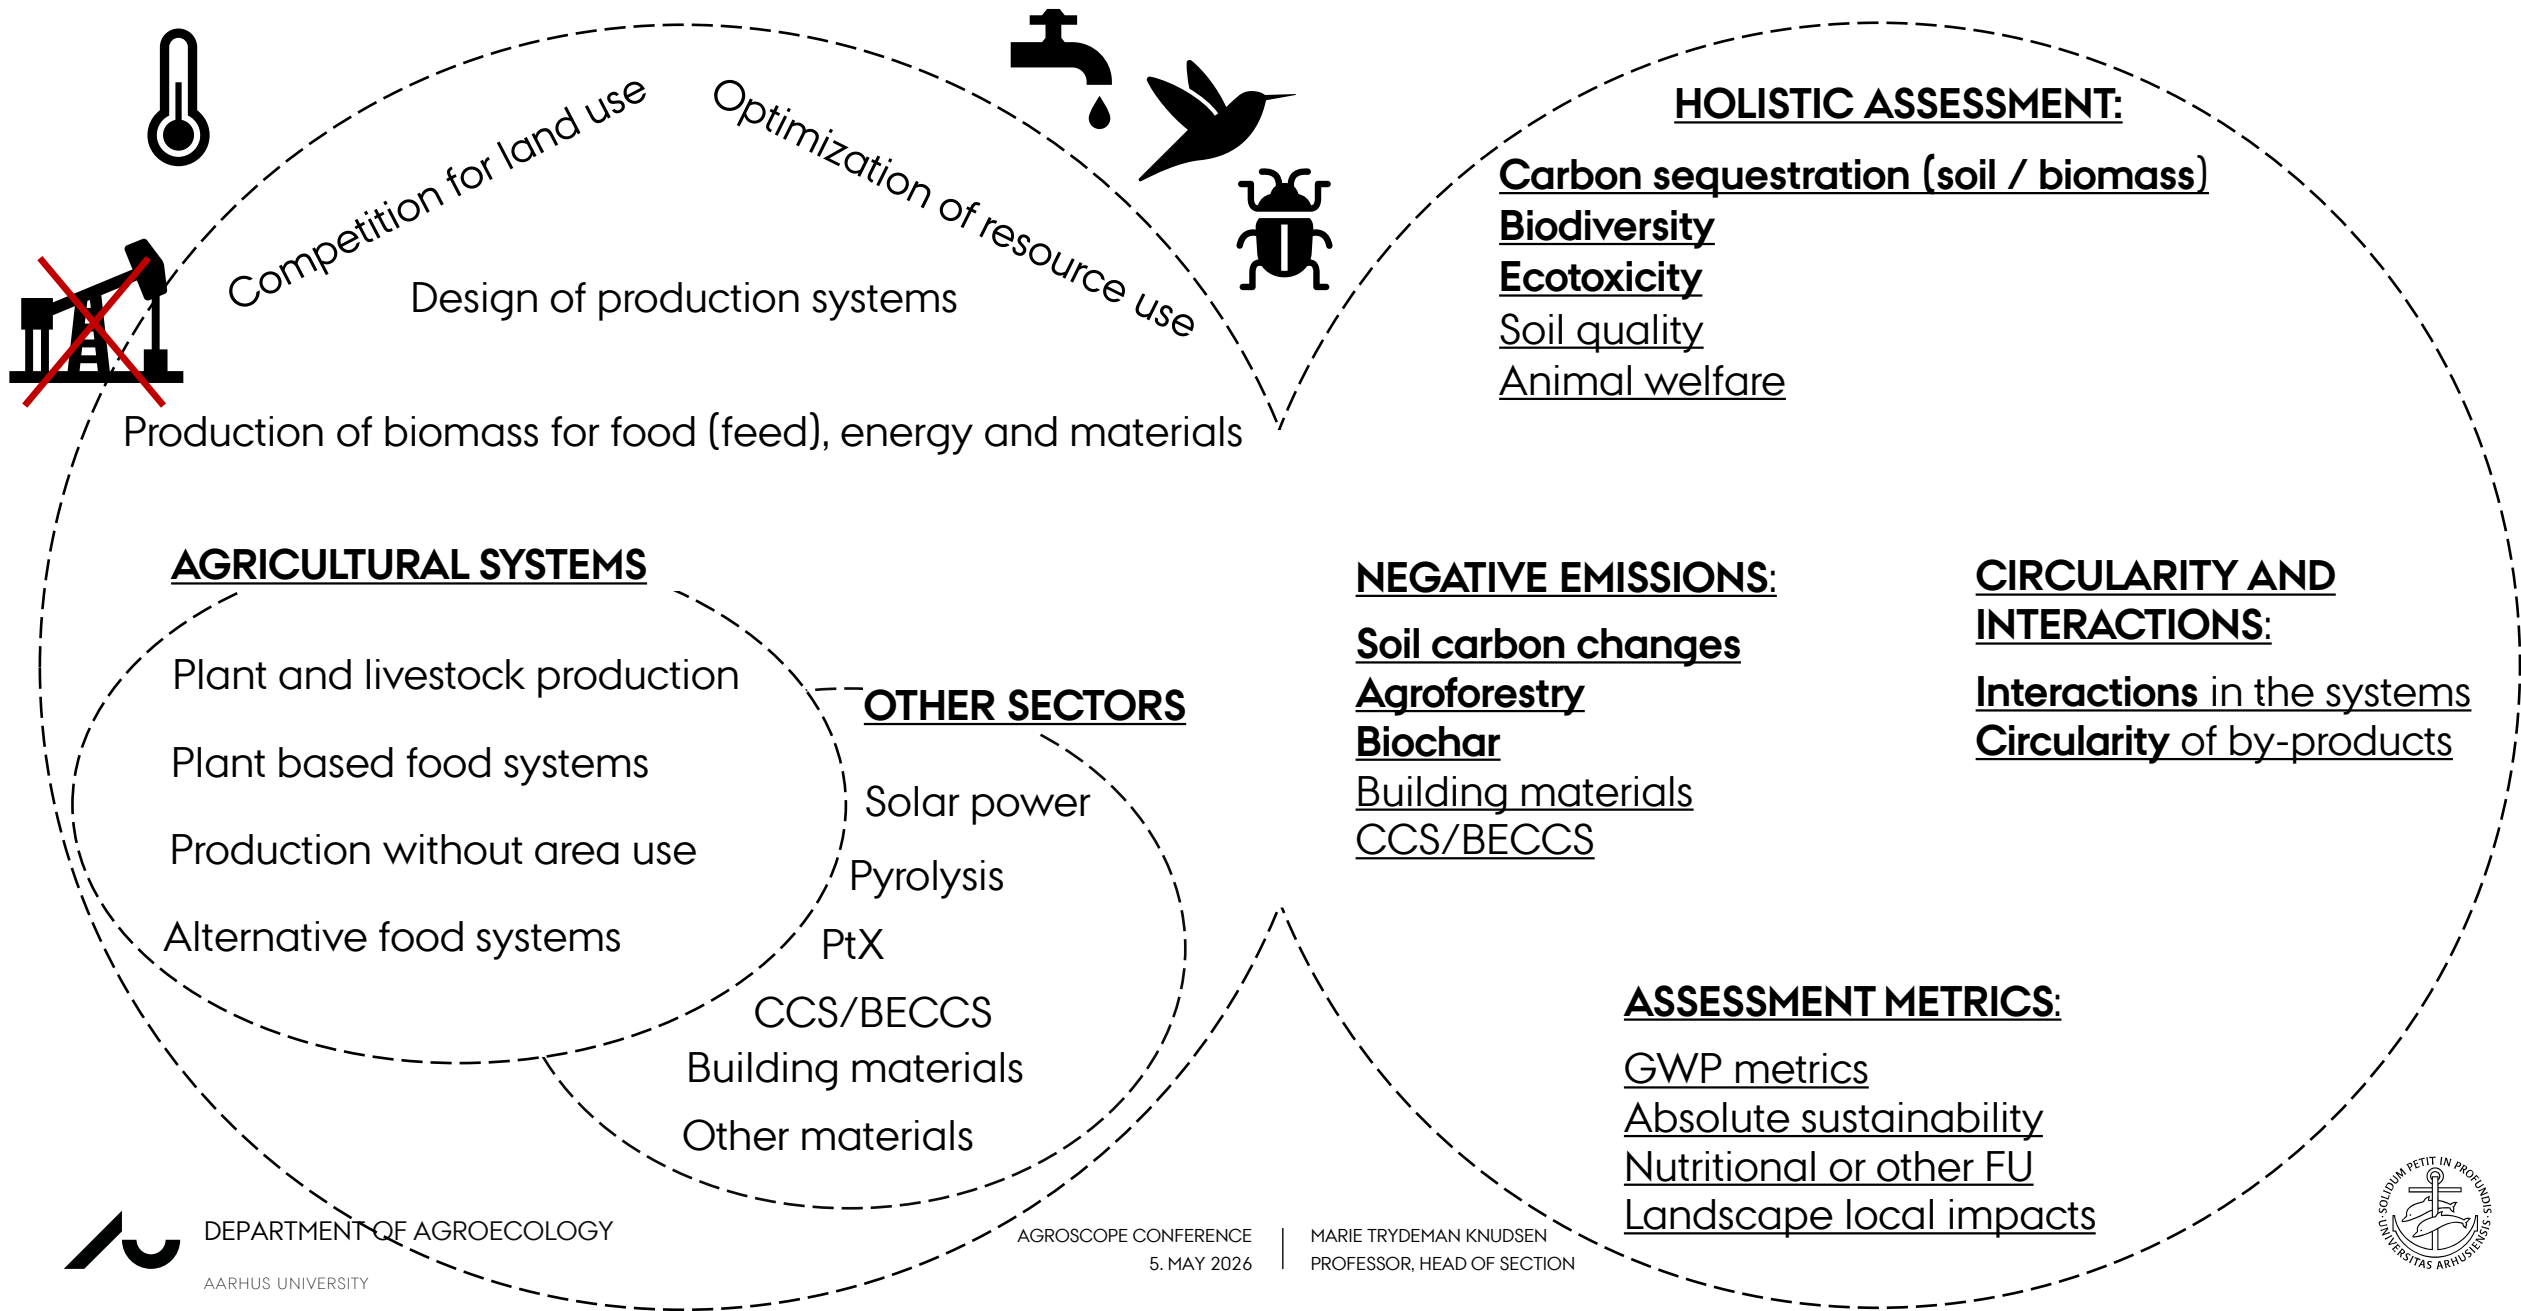 Competition for land use
Optimization of resource use
Design of production systems
Production of biomass for food (feed), energy and materials
AGRICULTURAL SYSTEMS
Plant and livestock production
Plant based food systems
Production without area use
Alternative food systems
OTHER SECTORS
Solar power
Pyrolysis
PtX
CCS/BECCS
Building materials
Other materials
HOLISTIC ASSESSMENT:
Carbon sequestration (soil / biomass)
Biodiversity
Ecotoxicity
Soil quality
Animal welfare
NEGATIVE EMISSIONS:
Soil carbon changes
Agroforestry
Biochar
Building materials
CCS/BECCS
CIRCULARITY AND
INTERACTIONS:
Interactions in the systems
Circularity of by-products
ASSESSMENT METRICS:
GWP metrics
Absolute sustainability
Nutritional or other FU
Landscape local impacts
DEPARTMENT OF AGROECOLOGY
AARHUS UNIVERSITY
AGROSCOPE CONFERENCE
5. MAY 2026
MARIE TRYDEMAN KNUDSEN
PROFESSOR, HEAD OF SECTION
SOLIDUM PETIT IN PROFUNDIS
UNIVERSITAS ARHUSIENSIS